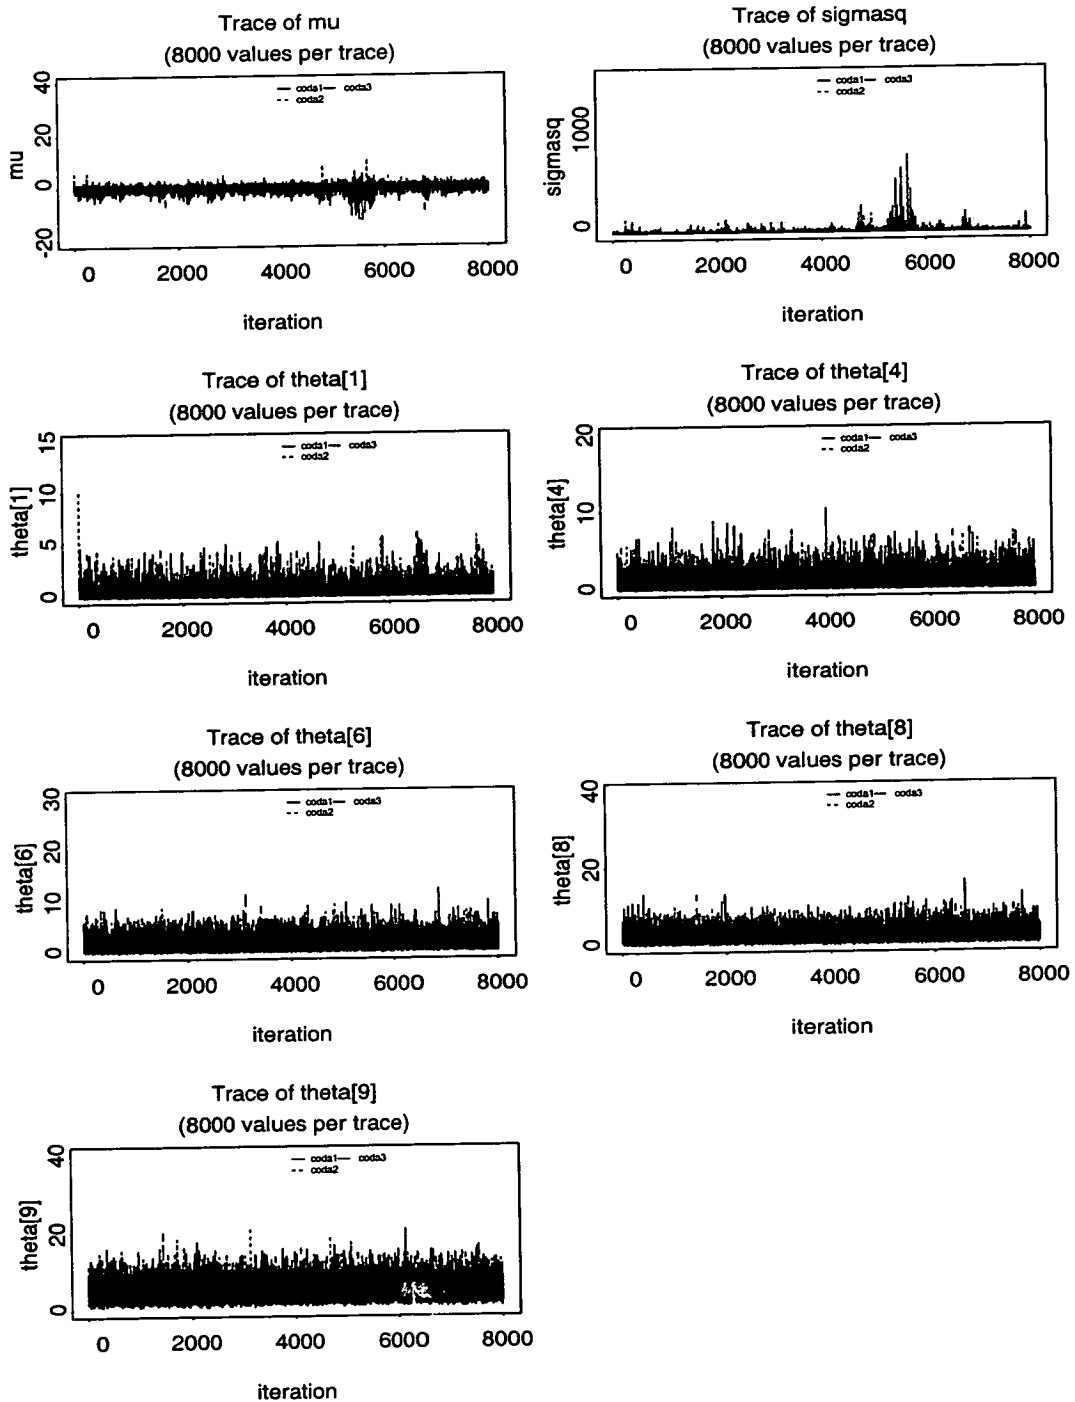 Trace of mu
(8000 values per trace)
coda1 coda3
coda2
mu
40
20
0
-20
0 2000 4000 6000 8000
iteration
Trace of sigmasq
(8000 values per trace)
coda1 coda3
coda2
sigmasq
1000
0
0 2000 4000 6000 8000
iteration
Trace of theta[1]
(8000 values per trace)
coda1 coda3
coda2
theta[1]
15
10
5
0
0 2000 4000 6000 8000
iteration
Trace of theta[4]
(8000 values per trace)
coda1 coda3
coda2
theta[4]
20
10
0
0 2000 4000 6000 8000
iteration
Trace of theta[6]
(8000 values per trace)
coda1 coda3
coda2
theta[6]
30
20
10
0
0 2000 4000 6000 8000
iteration
Trace of theta[8]
(8000 values per trace)
coda1 coda3
coda2
theta[8]
40
20
0
0 2000 4000 6000 8000
iteration
Trace of theta[9]
(8000 values per trace)
coda1 coda3
coda2
theta[9]
40
20
0
0 2000 4000 6000 8000
iteration